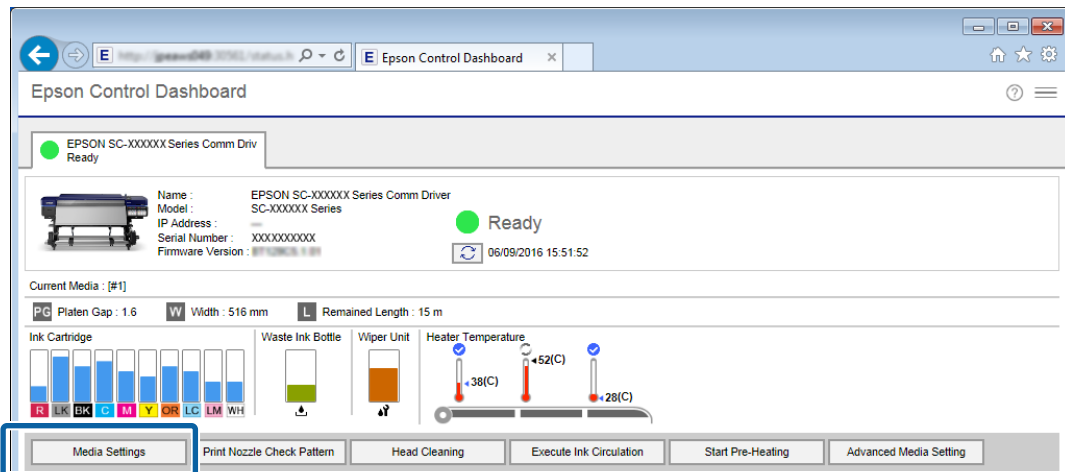 E Epson Control Dashboard ×
Epson Control Dashboard
EPSON SC-XXXXXX Series Comm Driv
Ready
Name : EPSON SC-XXXXXX Series Comm Driver
Model : SC-XXXXXX Series
IP Address : —
Serial Number : XXXXXXXXXX
Firmware Version :
Ready
06/09/2016 15:51:52
Current Media : [#1]
PG Platen Gap : 1.6 W Width : 516 mm L Remained Length : 15 m
Ink Cartridge Waste Ink Bottle Wiper Unit Heater Temperature
52(C)
38(C)
28(C)
R LK BK C M Y OR LC LM WH
Media Settings Print Nozzle Check Pattern Head Cleaning Execute Ink Circulation Start Pre-Heating Advanced Media Setting